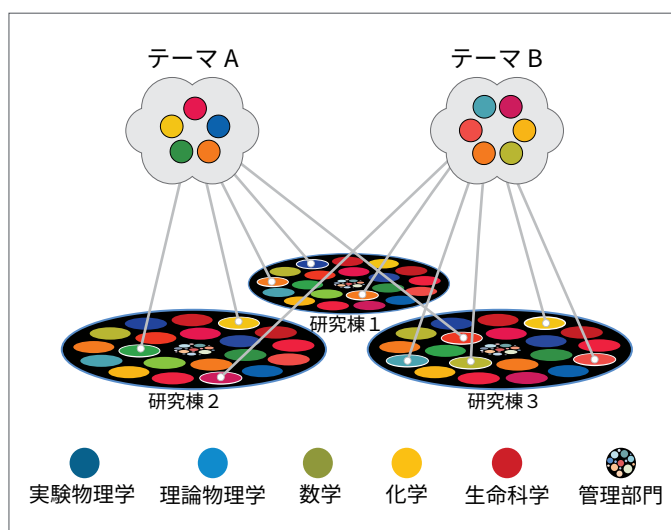 テーマ A
テーマ B
研究棟 1
研究棟 2
研究棟 3
実験物理学
理論物理学
数学
化学
生命科学
管理部門